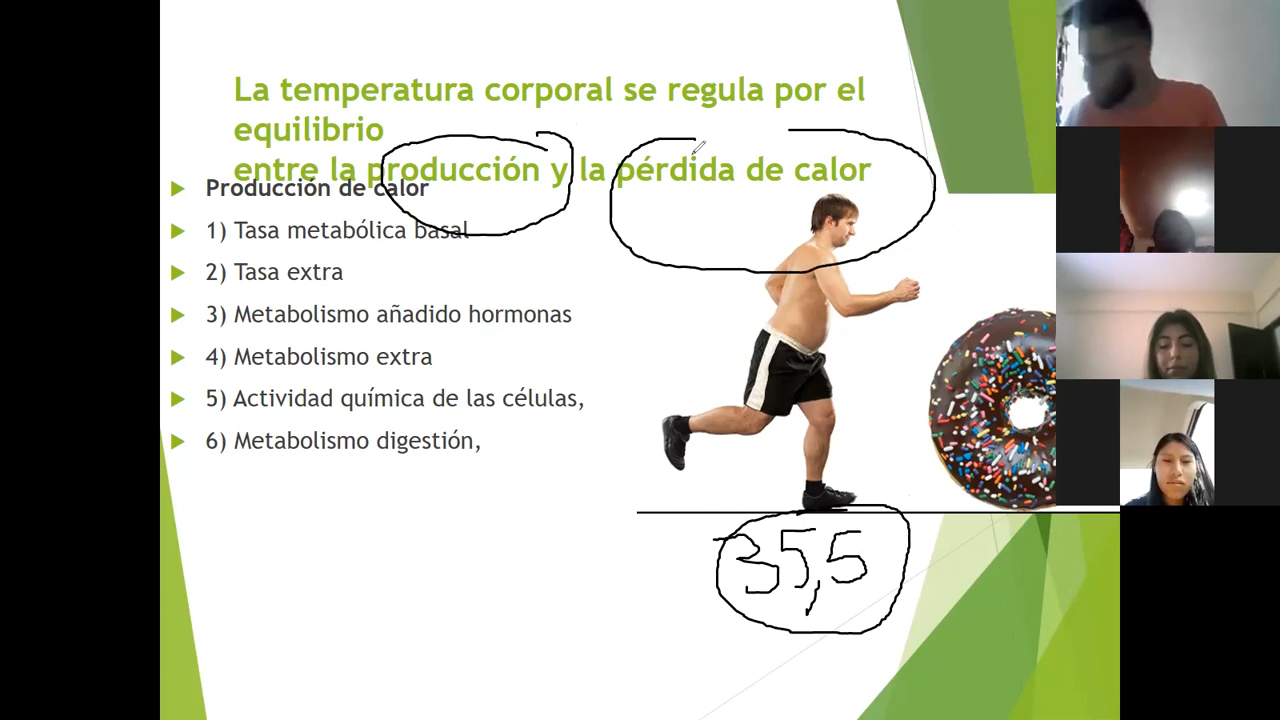 La temperatura corporal se regula por el
equilibrio
entre la producción y la pérdida de calor
Producción de calor
1) Tasa metabólica basal
2) Tasa extra
3) Metabolismo añadido hormonas
4) Metabolismo extra
5) Actividad química de las células,
6) Metabolismo digestión,
35,5